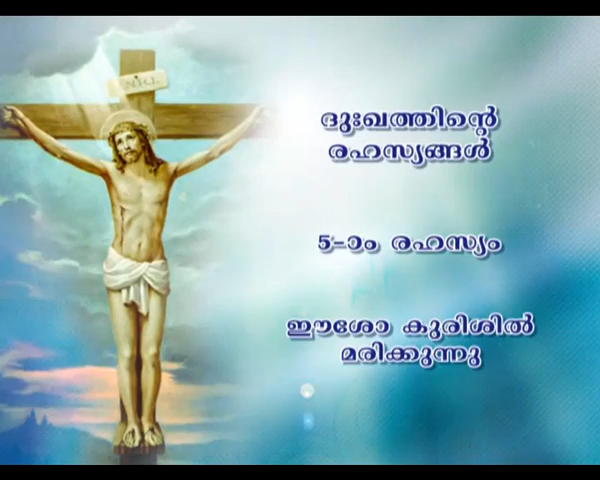 ദുഃഖത്തിന്റെ
രഹസ്യങ്ങൾ
5-ാം രഹസ്യം
ഈശോ കുരിശിൽ
മരിക്കുന്നു